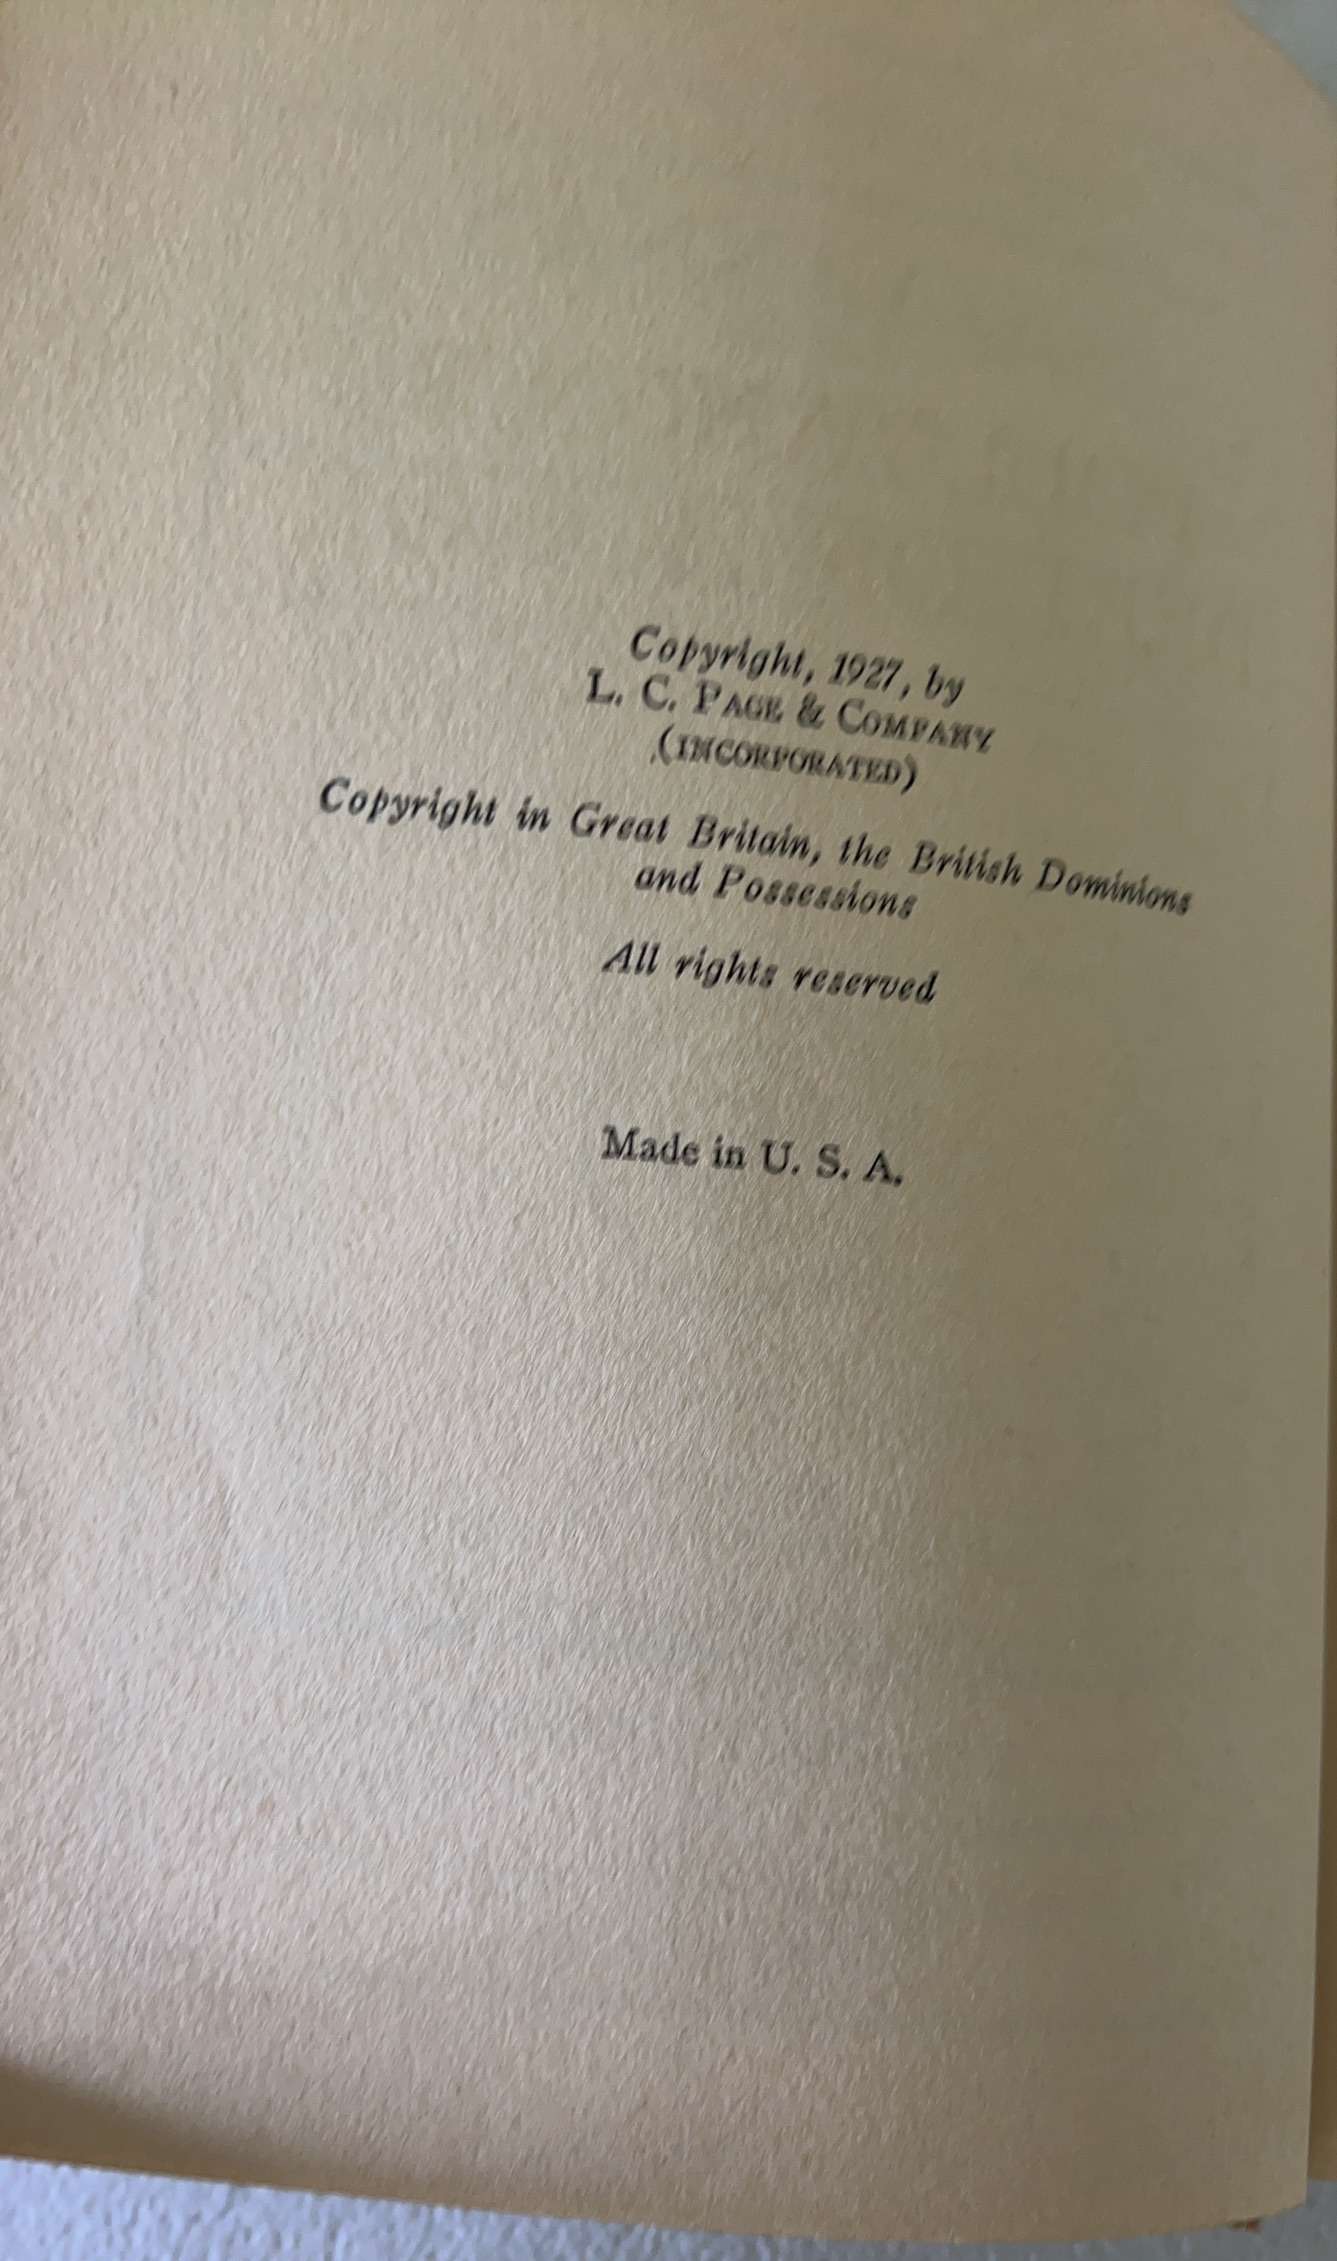 Copyright, 1927, by
L. C. PAGE & COMPANY
(INCORPORATED)
Copyright in Great Britain, the British Dominions
and Possessions
All rights reserved
Made in U. S. A.